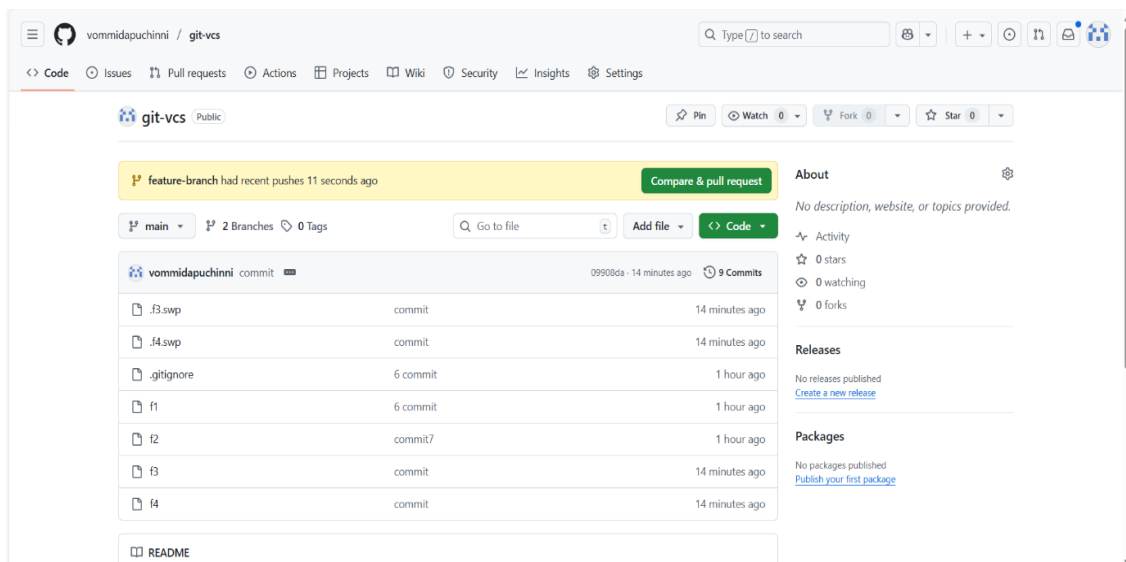 vommidapuchinni / git-vcs
Type / to search
Code Issues Pull requests Actions Projects Wiki Security Insights Settings
git-vcs Public
Pin Watch 0 Fork 0 Star 0
feature-branch had recent pushes 11 seconds ago Compare & pull request
main 2 Branches 0 Tags Go to file t Add file Code
vommidapuchinni commit 09908da · 14 minutes ago 9 Commits
.f3.swp commit 14 minutes ago
.f4.swp commit 14 minutes ago
.gitignore 6 commit 1 hour ago
f1 6 commit 1 hour ago
f2 commit7 1 hour ago
f3 commit 14 minutes ago
f4 commit 14 minutes ago
README
About
No description, website, or topics provided.
Activity
0 stars
0 watching
0 forks
Releases
No releases published
Create a new release
Packages
No packages published
Publish your first package